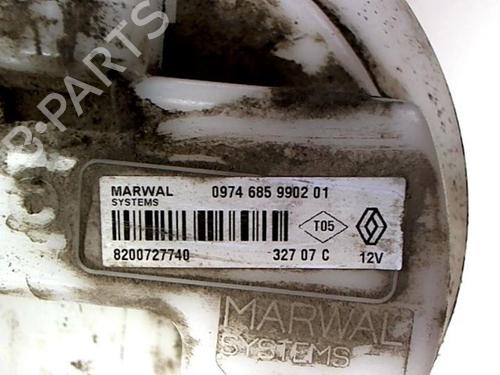 B-PARTS
MARWAL 0974 685 9902 01
SYSTEMS
T05
8200727740 327 07 C 12V
MARWAL
SYSTEMS